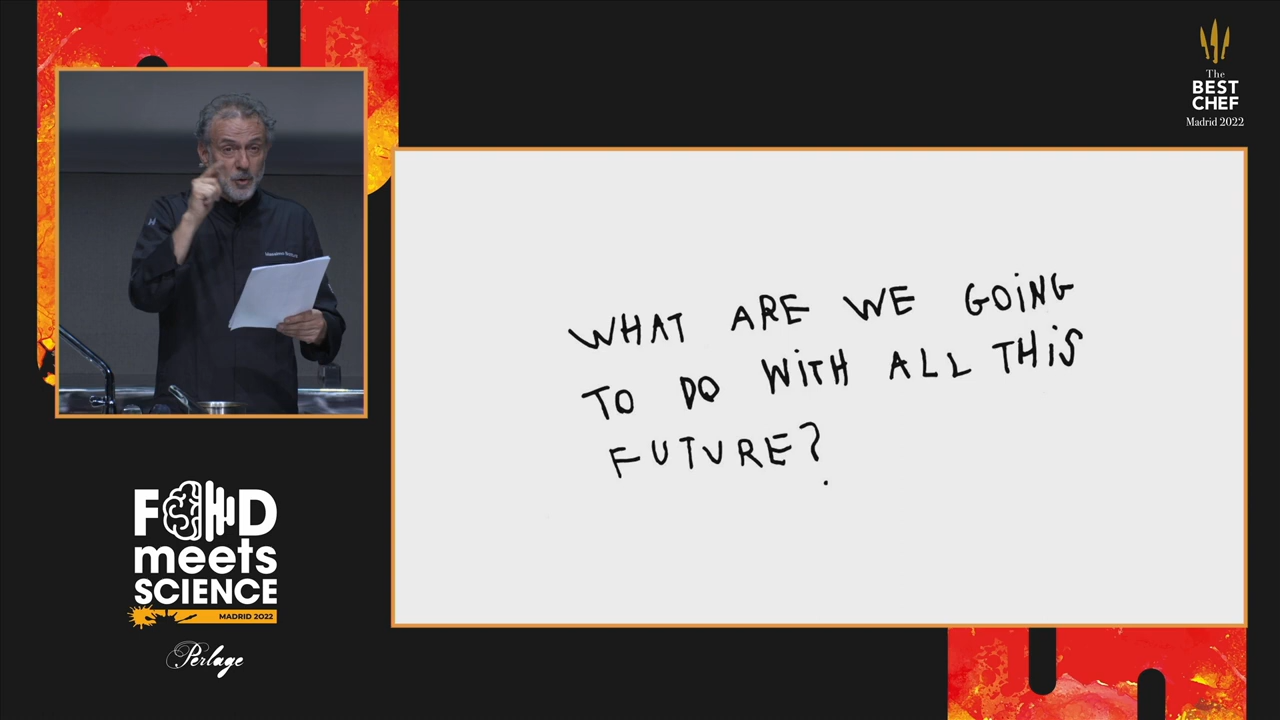 The
BEST
CHEF
Madrid 2022
WHAT ARE WE GOiNG
TO DO WiTH ALL THiS
FUTURE?
FOOD
meets
SCIENCE
MADRID 2022
Perlage